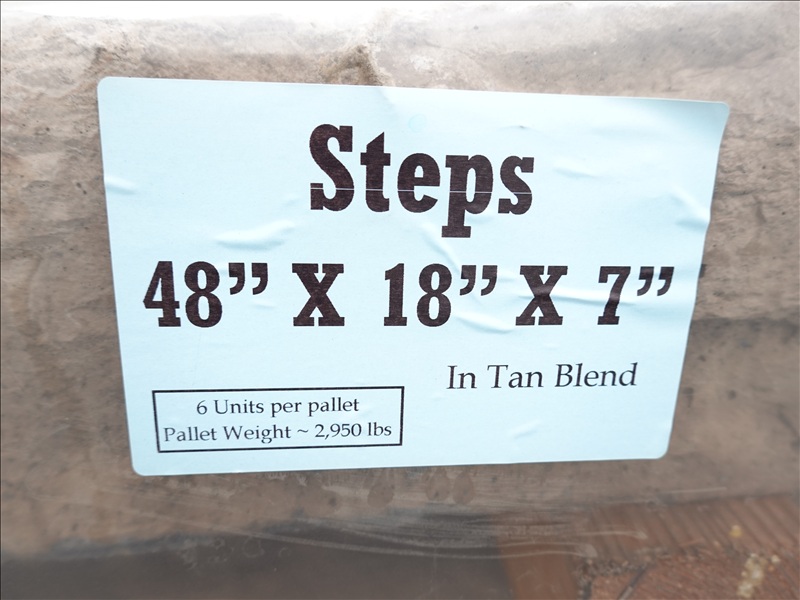 Steps
48” X 18” X 7”
In Tan Blend
6 Units per pallet
Pallet Weight ~ 2,950 lbs